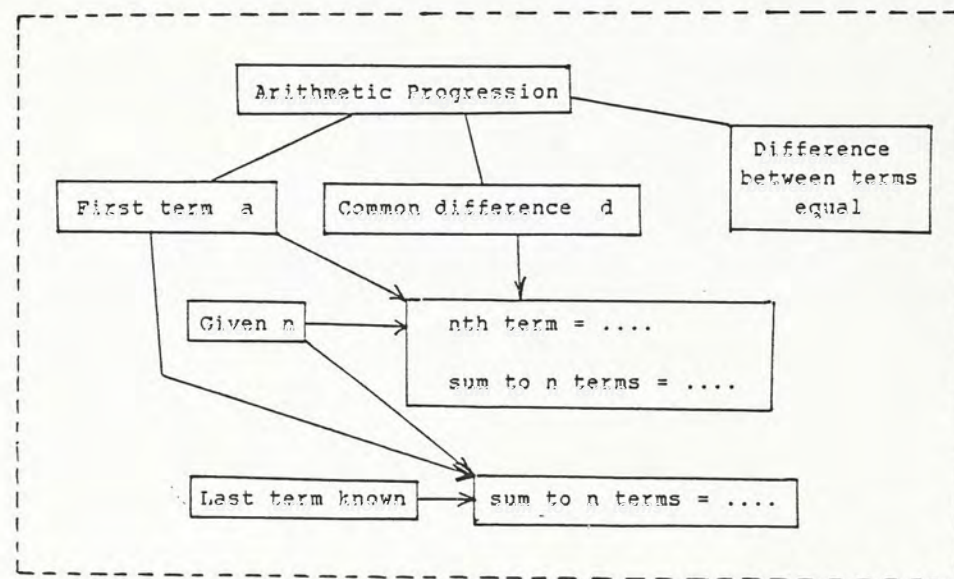 Arithmetic Progression
Difference
between terms
equal
First term a
Common difference d
Given n
nth term = ....
sum to n terms = ....
Last term known
sum to n terms = ....